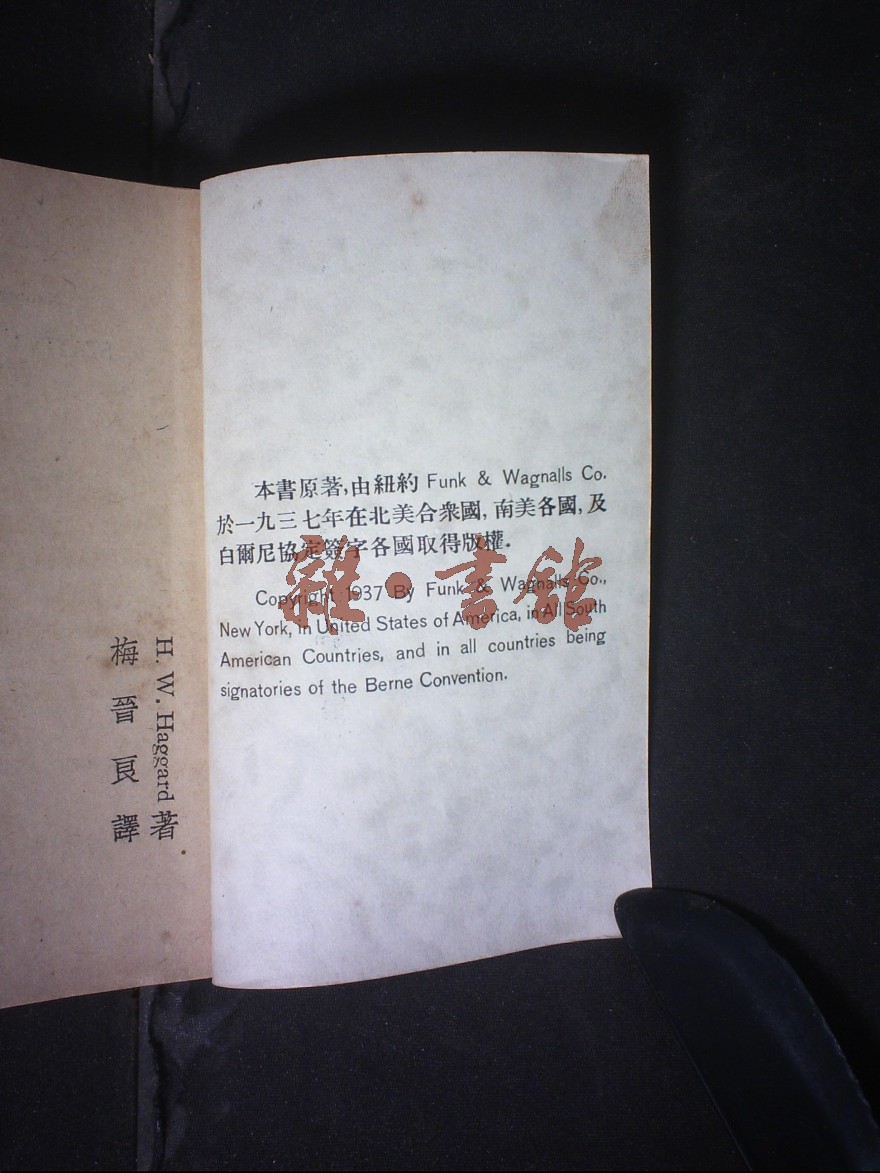 本書原著,由紐約 Funk & Wagnalls Co.
於一九三七年在北美合衆國, 南美各國, 及
白爾尼協定簽字各國取得版權.
Copyright 1937 By Funk & Wagnalls Co.,
New York, in United States of America, in All South
American Countries, and in all countries being
signatories of the Berne Convention.
H. W. Haggard 著
梅晉良譯
雜·書館